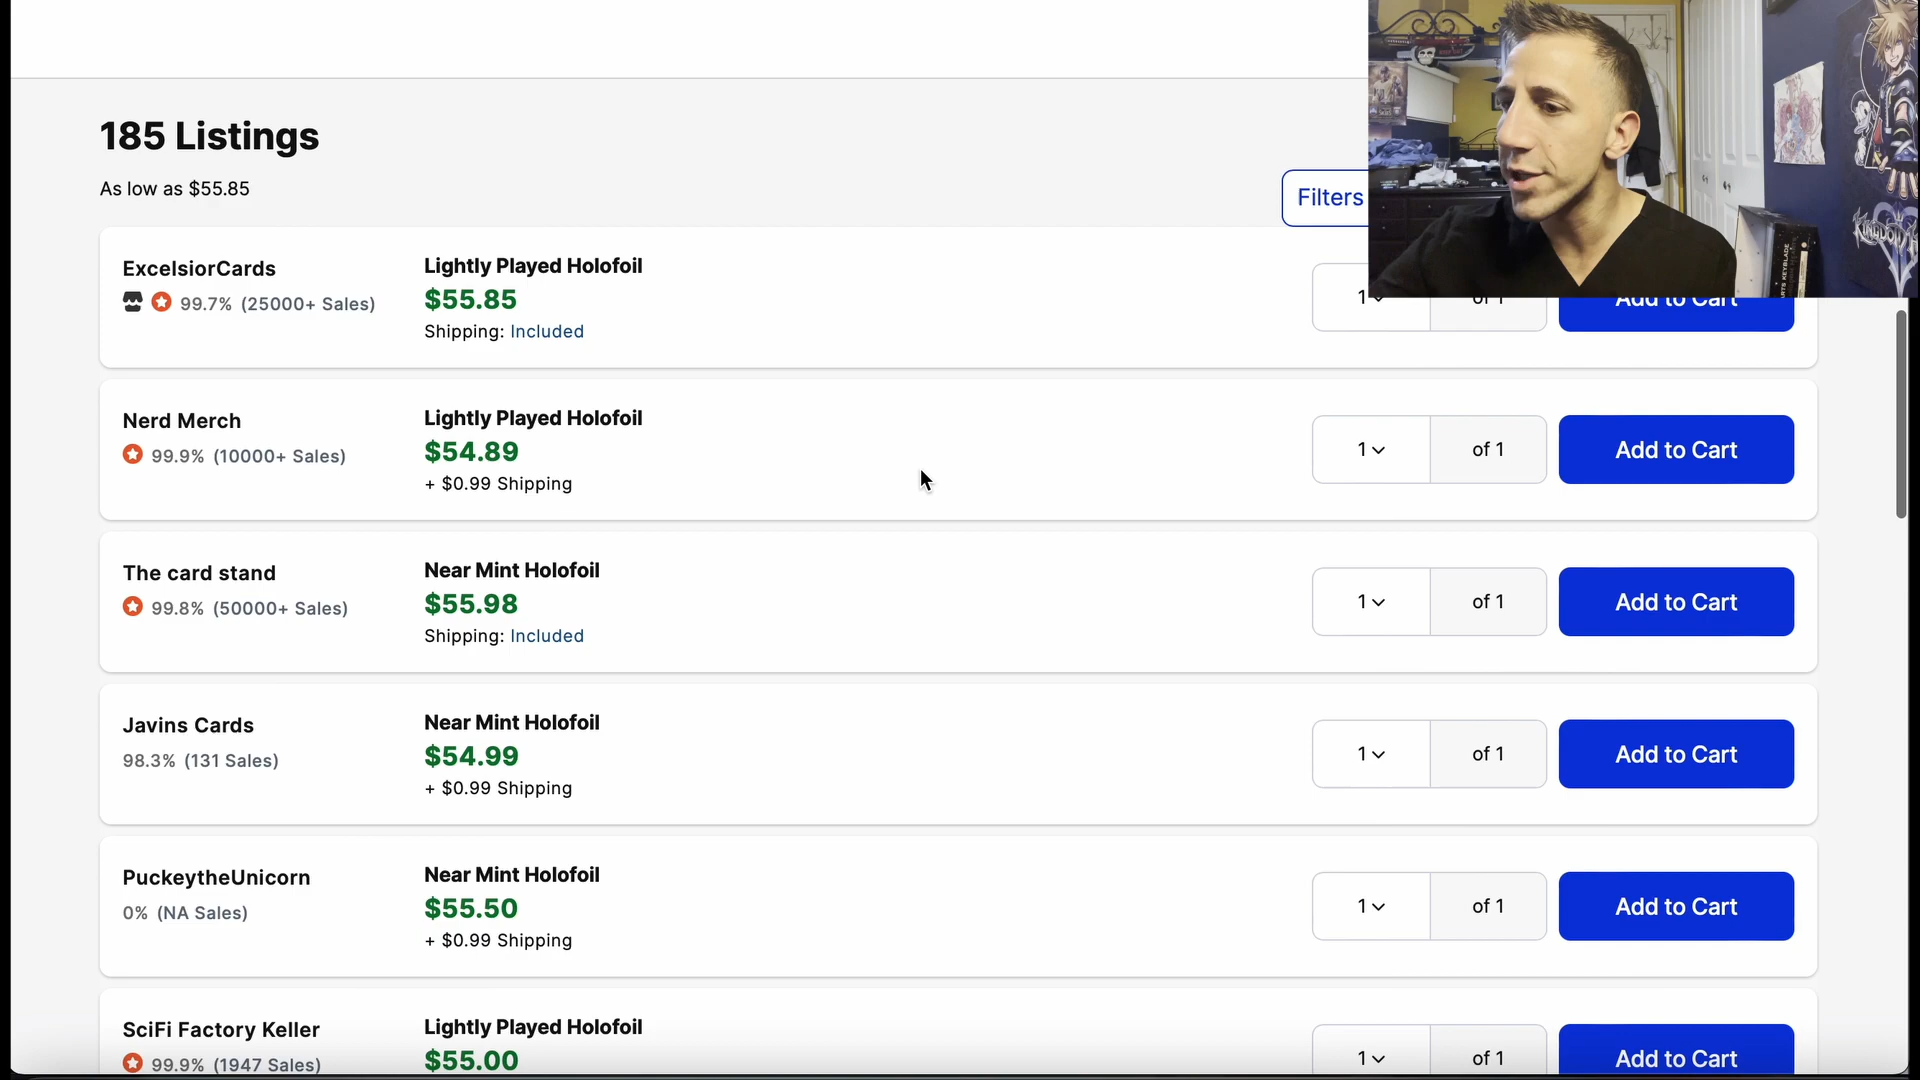 185 Listings
As low as $55.85
Filters
ExcelsiorCards
99.7% (25000+ Sales)
Lightly Played Holofoil
$55.85
Shipping: Included
1
of 1
Add to Cart
Nerd Merch
99.9% (10000+ Sales)
Lightly Played Holofoil
$54.89
+ $0.99 Shipping
1
of 1
Add to Cart
The card stand
99.8% (50000+ Sales)
Near Mint Holofoil
$55.98
Shipping: Included
1
of 1
Add to Cart
Javins Cards
98.3% (131 Sales)
Near Mint Holofoil
$54.99
+ $0.99 Shipping
1
of 1
Add to Cart
PuckeytheUnicorn
0% (NA Sales)
Near Mint Holofoil
$55.50
+ $0.99 Shipping
1
of 1
Add to Cart
SciFi Factory Keller
99.9% (1947 Sales)
Lightly Played Holofoil
$55.00
1
of 1
Add to Cart
KEYBLADE